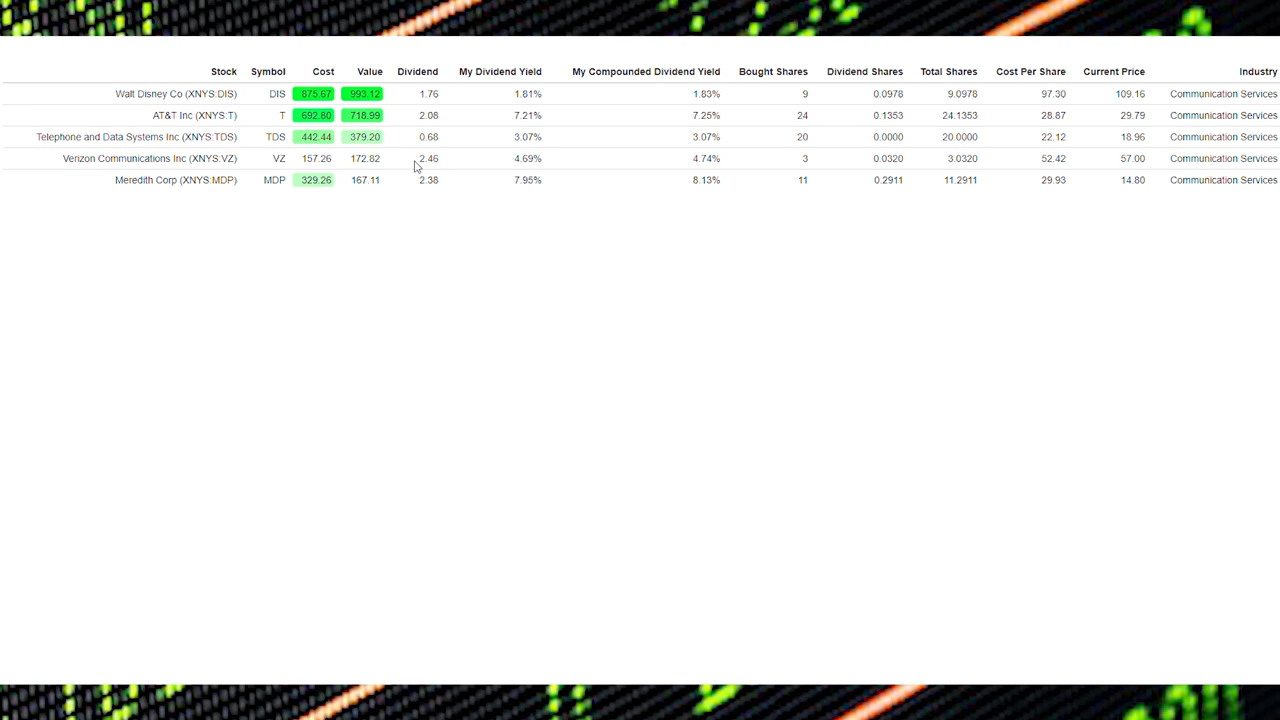 Stock Symbol Cost Value Dividend My Dividend Yield My Compounded Dividend Yield Bought Shares Dividend Shares Total Shares Cost Per Share Current Price Industry
Walt Disney Co (XNYS:DIS) DIS 875.67 993.12 1.76 1.81% 1.83% 9 0.0978 9.0978 97.30 109.16 Communication Services
AT&T Inc (XNYS:T) T 692.80 718.99 2.08 7.21% 7.25% 24 0.1353 24.1353 28.87 29.79 Communication Services
Telephone and Data Systems Inc (XNYS:TDS) TDS 442.44 379.20 0.68 3.07% 3.07% 20 0.0000 20.0000 22.12 18.96 Communication Services
Verizon Communications Inc (XNYS:VZ) VZ 157.26 172.82 2.46 4.69% 4.74% 3 0.0320 3.0320 52.42 57.00 Communication Services
Meredith Corp (XNYS:MDP) MDP 329.26 167.11 2.38 7.95% 8.13% 11 0.2911 11.2911 29.93 14.80 Communication Services